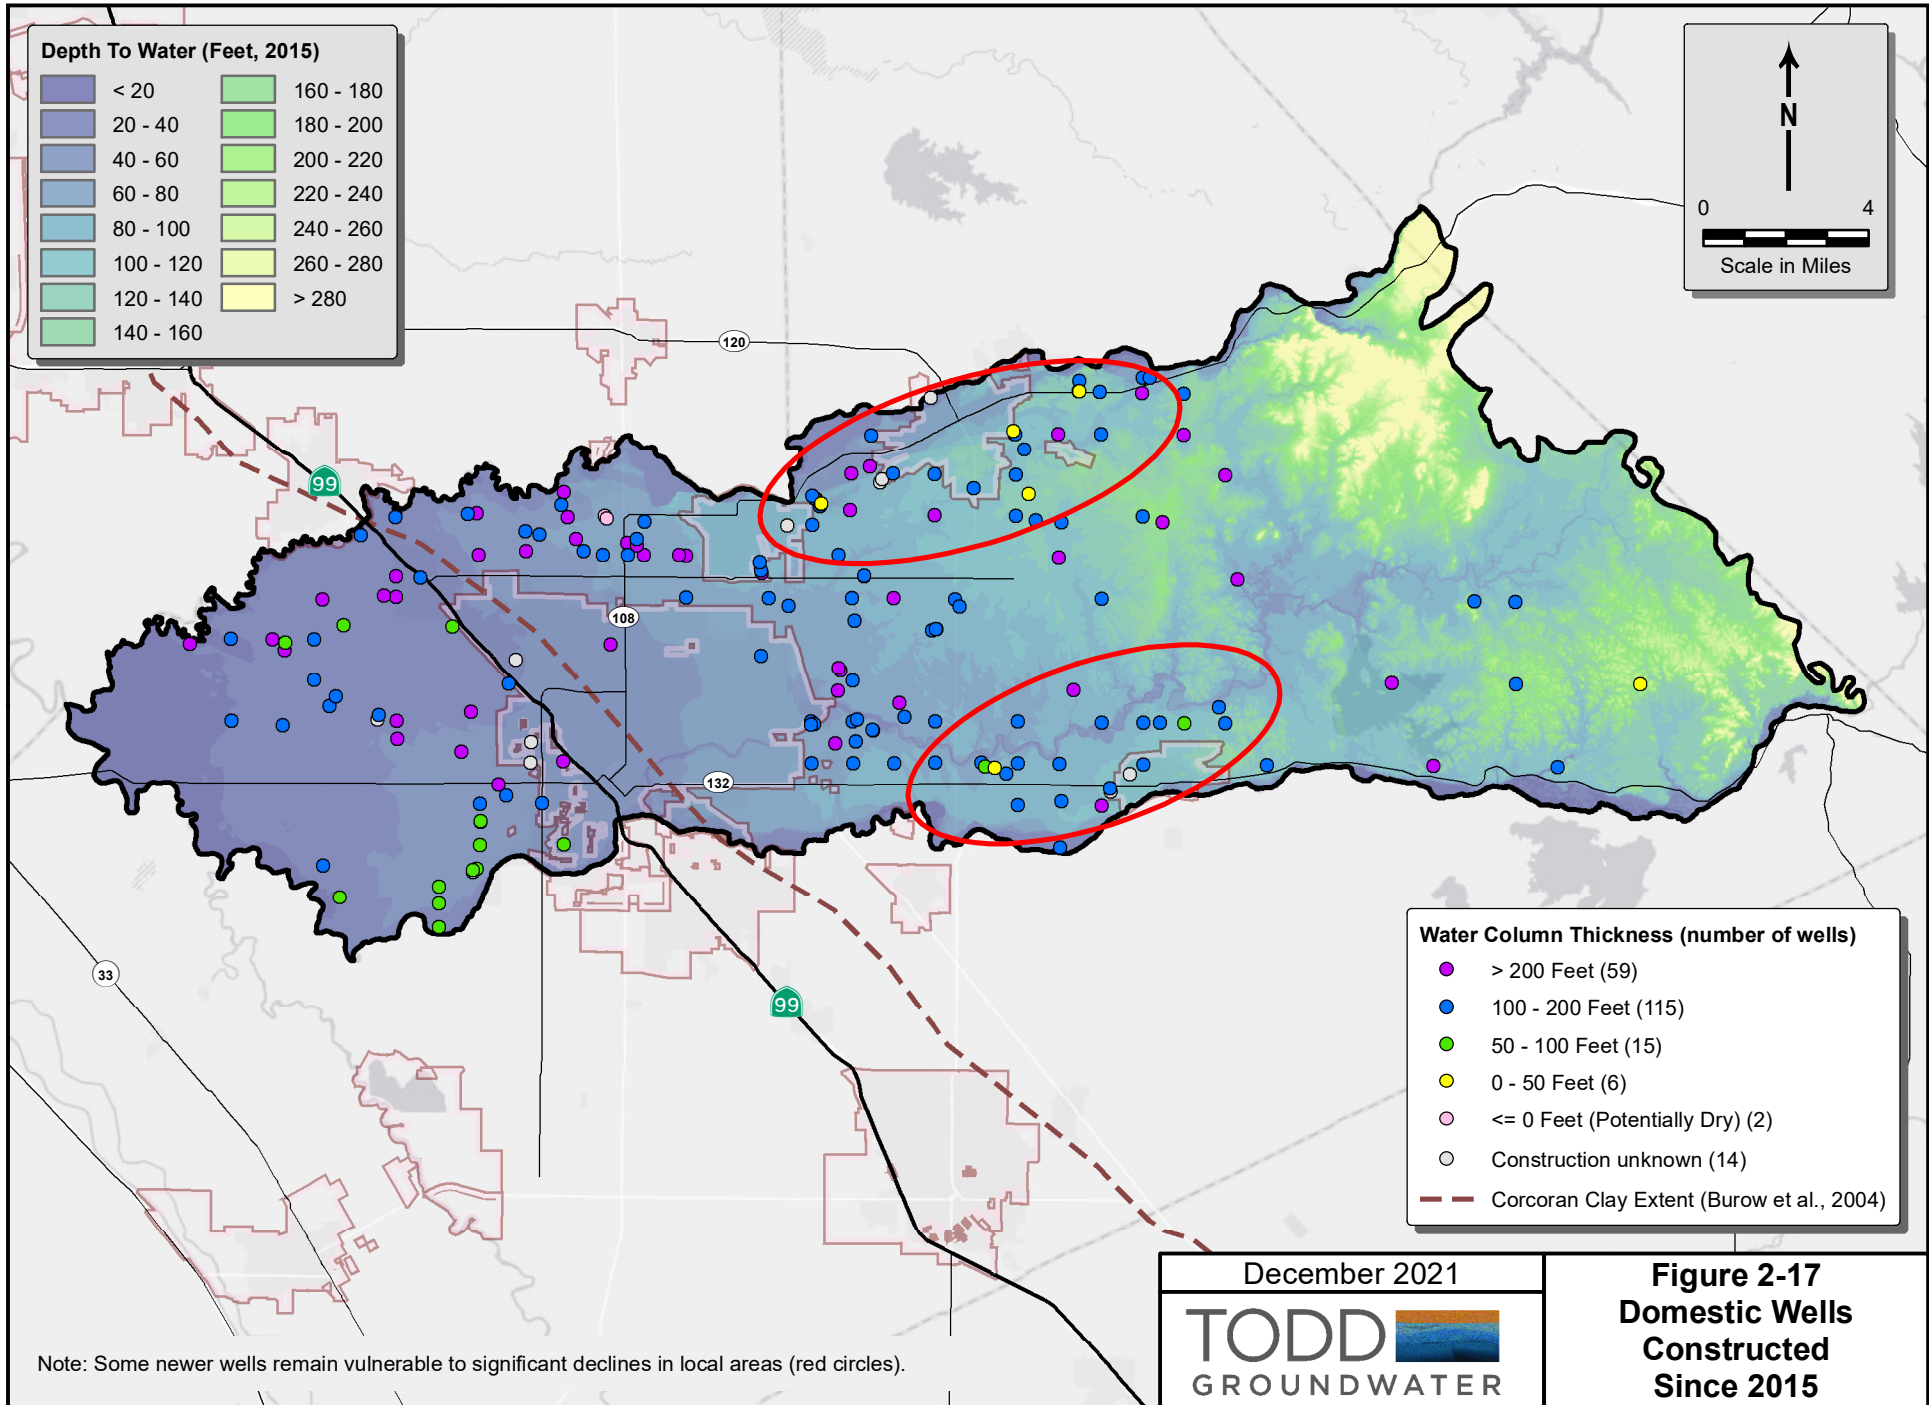 Depth To Water (Feet, 2015)
< 20
20 - 40
40 - 60
60 - 80
80 - 100
100 - 120
120 - 140
140 - 160
160 - 180
180 - 200
200 - 220
220 - 240
240 - 260
260 - 280
> 280
N
0 4
Scale in Miles
120
99
108
132
33
99
Water Column Thickness (number of wells)
> 200 Feet (59)
100 - 200 Feet (115)
50 - 100 Feet (15)
0 - 50 Feet (6)
<= 0 Feet (Potentially Dry) (2)
Construction unknown (14)
Corcoran Clay Extent (Burow et al., 2004)
Note: Some newer wells remain vulnerable to significant declines in local areas (red circles).
December 2021
TODD
GROUNDWATER
Figure 2-17
Domestic Wells
Constructed
Since 2015